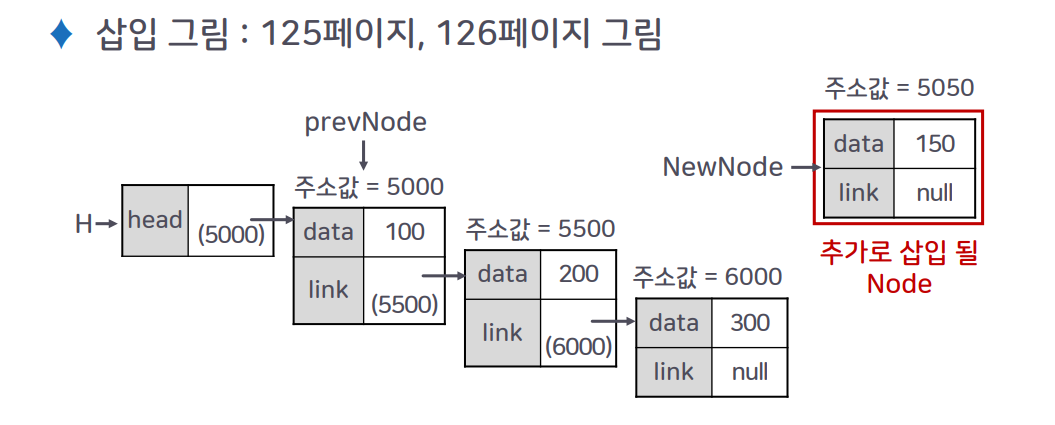 삽입 그림 : 125페이지, 126페이지 그림
주소값 = 5050
data 150
link null
NewNode
추가로 삽입 될
Node
prevNode
주소값 = 5000
H
head (5000)
data 100
link (5500)
주소값 = 5500
data 200
link (6000)
주소값 = 6000
data 300
link null